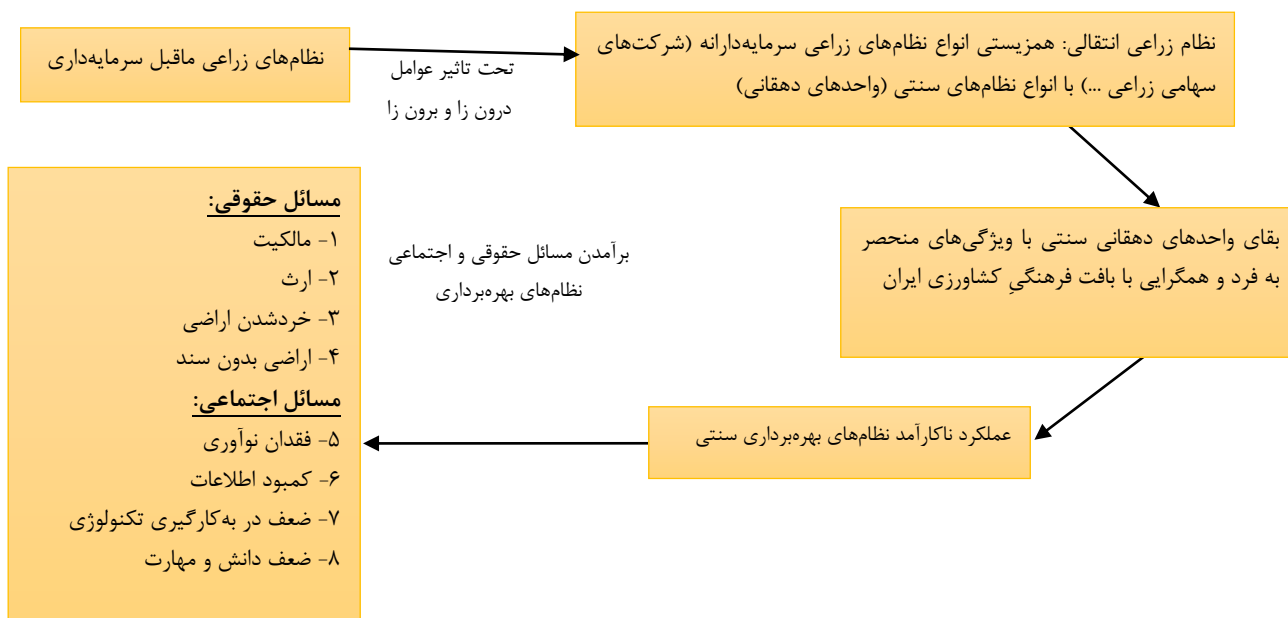 نظام‌های زراعی ماقبل سرمایه‌داری
تحت تاثیر عوامل
درون زا و برون زا
نظام زراعی انتقالی: همزیستی انواع نظام‌های زراعی سرمایه‌دارانه (شرکت‌های
سهامی زراعی ...) با انواع نظام‌های سنتی (واحدهای دهقانی)
بقای واحدهای دهقانی سنتی با ویژگی‌های منحصر
به فرد و همگرایی با بافت فرهنگیِ کشاورزی ایران
عملکرد ناکارآمد نظام‌های بهره‌برداری سنتی
برآمدن مسائل حقوقی و اجتماعی
نظام‌های بهره‌برداری
مسائل حقوقی:
۱- مالکیت
۲- ارث
۳- خردشدن اراضی
۴- اراضی بدون سند
مسائل اجتماعی:
۵- فقدان نوآوری
۶- کمبود اطلاعات
۷- ضعف در به‌کارگیری تکنولوژی
۸- ضعف دانش و مهارت